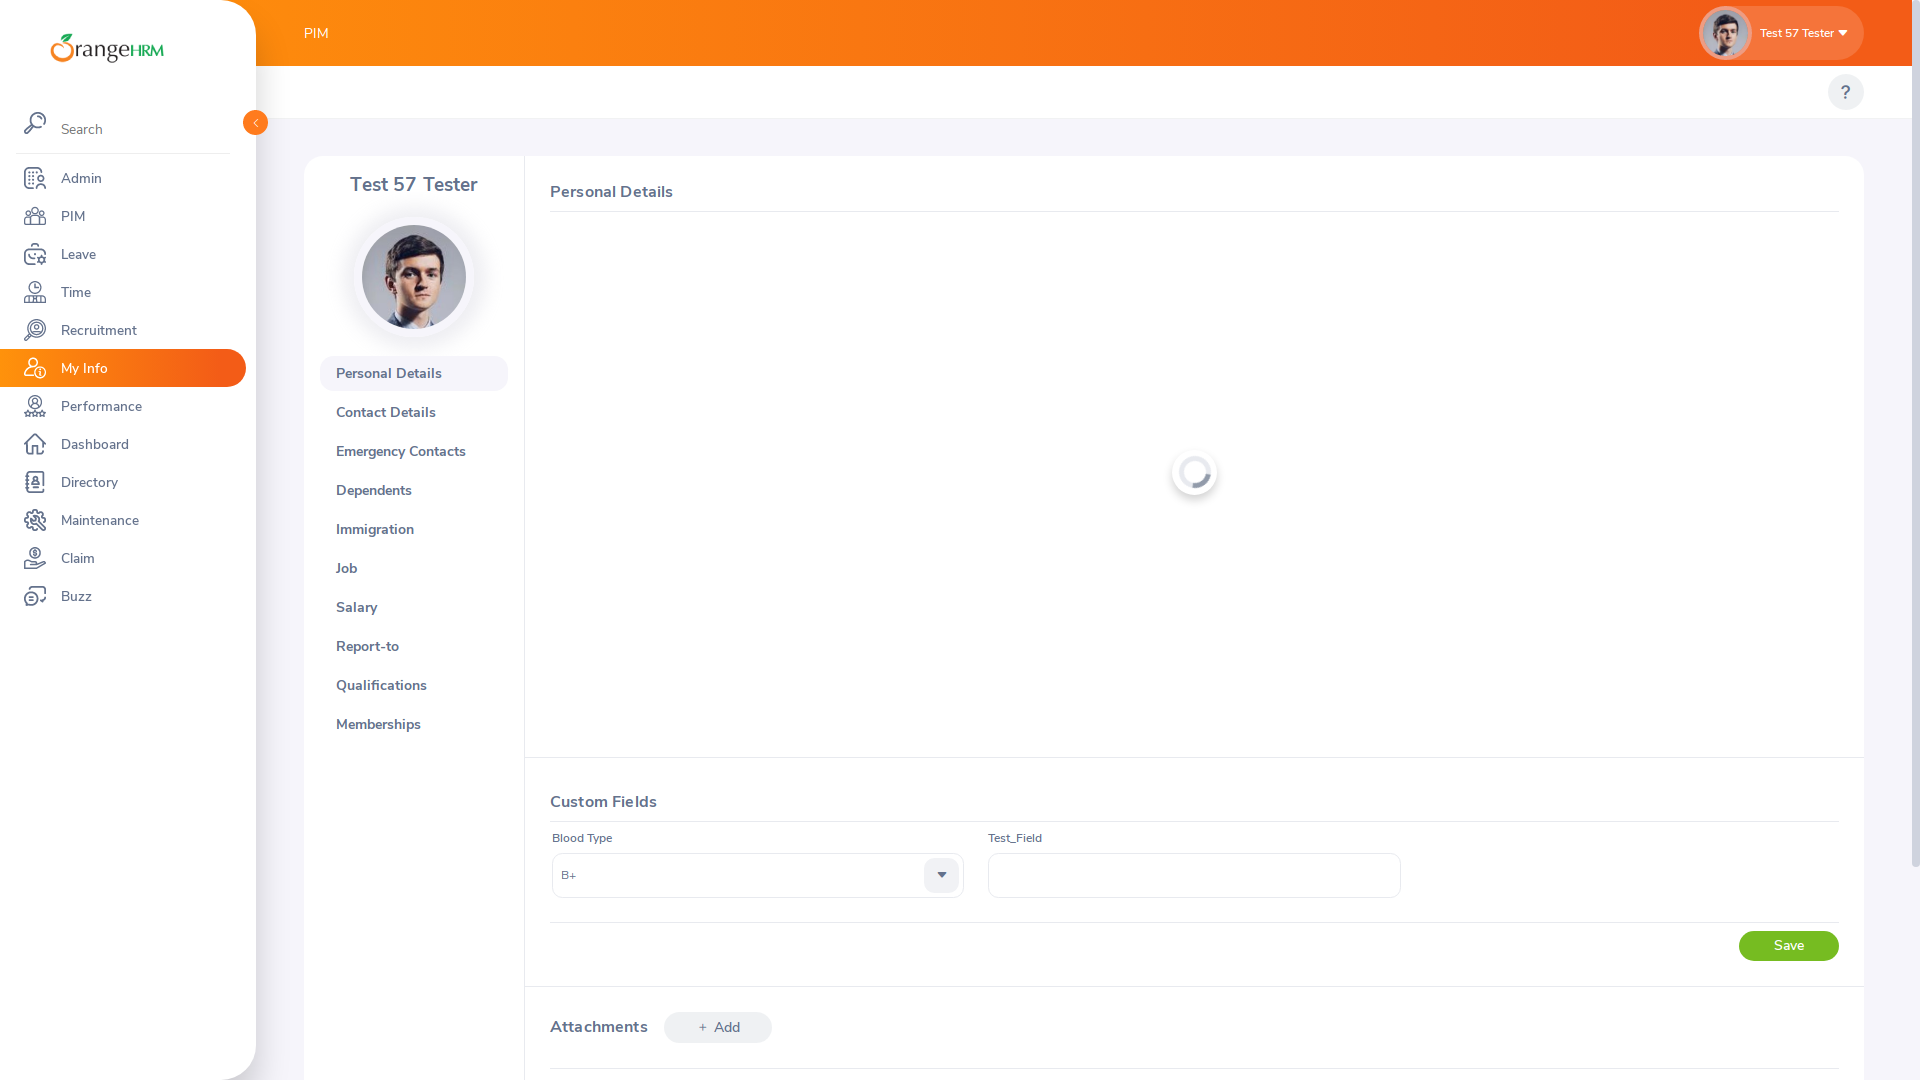 OrangeHRM
PIM
Test 57 Tester
?
Search
Admin
PIM
Leave
Time
Recruitment
My Info
Performance
Dashboard
Directory
Maintenance
Claim
Buzz
Test 57 Tester
Personal Details
Contact Details
Emergency Contacts
Dependents
Immigration
Job
Salary
Report-to
Qualifications
Memberships
Personal Details
Custom Fields
Blood Type
Test_Field
B+
Save
Attachments
+ Add